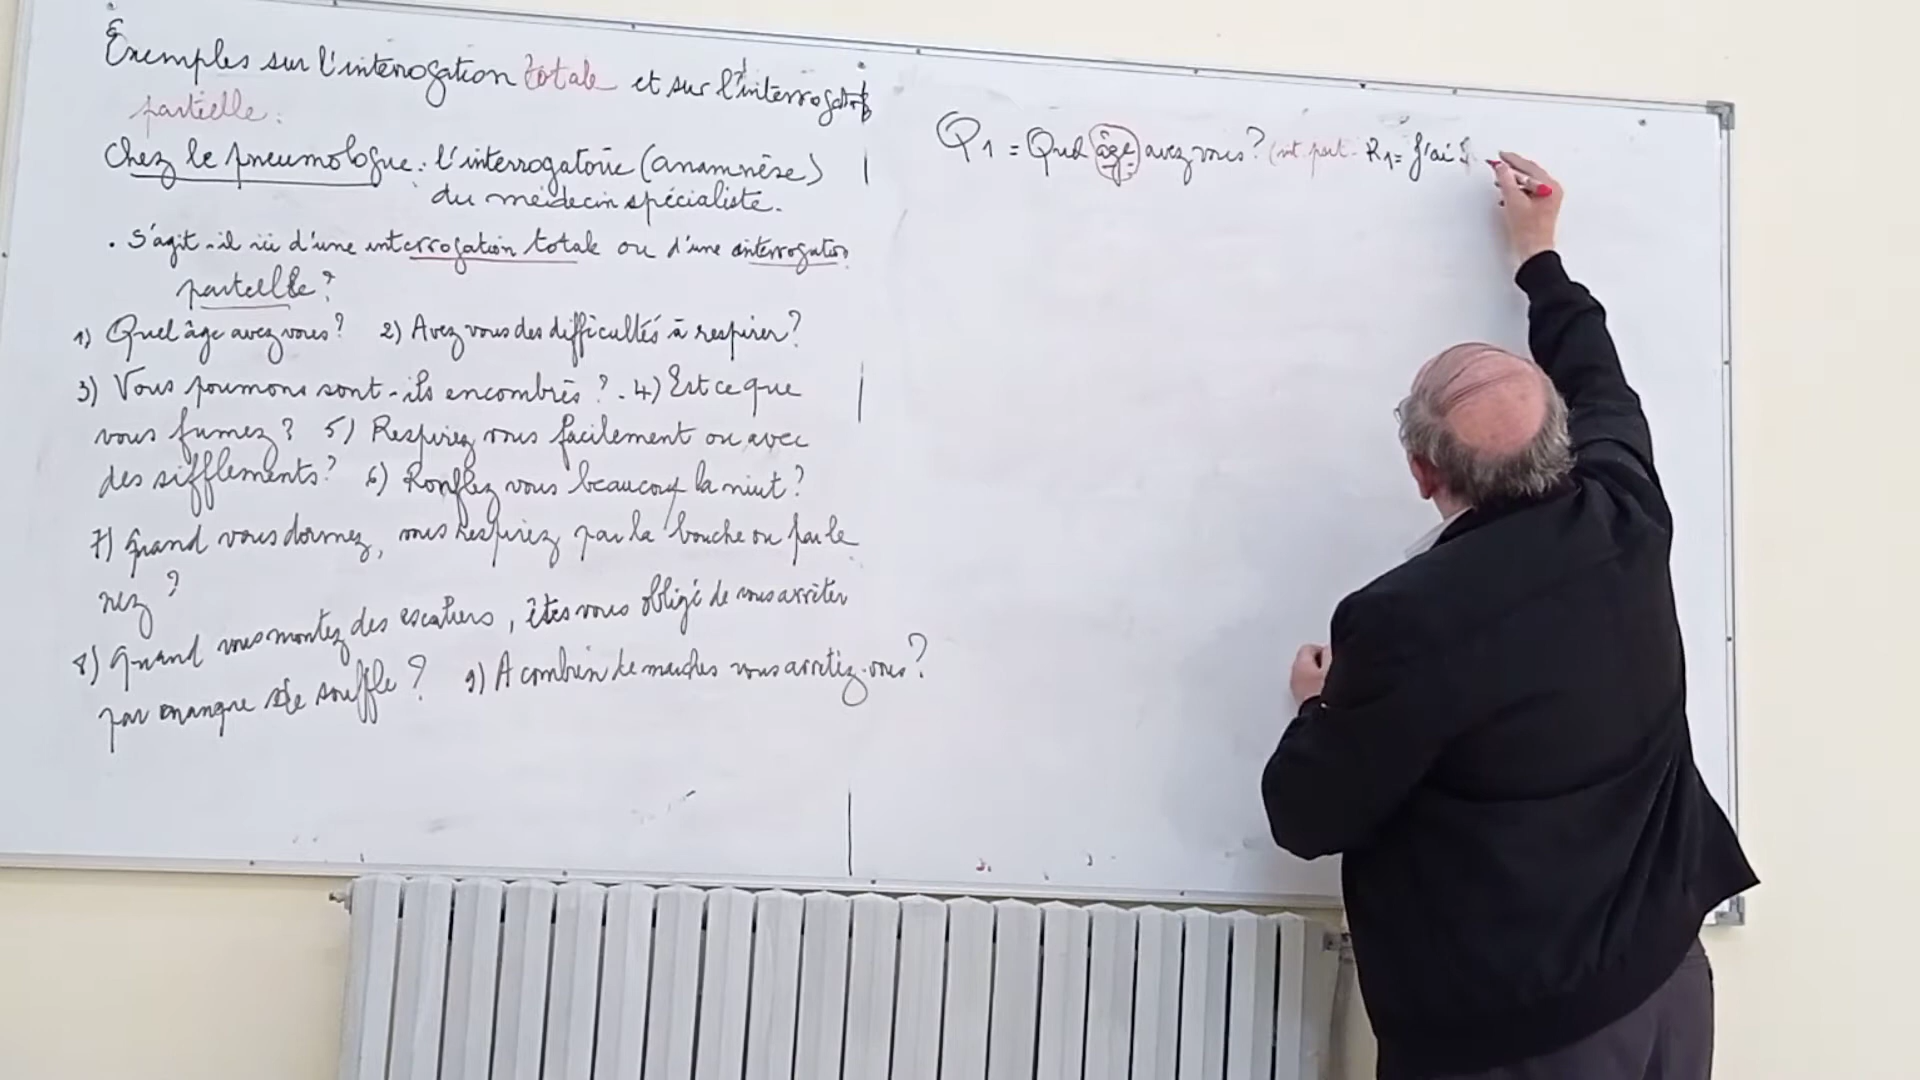 Exemples sur l'interrogation totale et sur l'interrogation
partielle.
Chez le pneumologue : l'interrogatoire (anamnèse)
du médecin spécialiste.
. S'agit-il ici d'une interrogation totale ou d'une interrogation
partielle ?
1) Quel âge avez vous ? 2) Avez vous des difficultés à respirer ?
3) Vous poumons sont-ils encombrés ? . 4) Est ce que
vous fumez ? 5) Respirez vous facilement ou avec
des sifflements ? 6) Ronflez vous beaucoup la nuit ?
7) Quand vous dormez, vous respirez par la bouche ou par le
nez ?
8) Quand vous montez des escaliers, êtes vous obligé de vous arrêter
par manque de souffle ? 9) A combien de marches vous arrêtez-vous ?
Q1 = Quel âge avez vous ? (int. part. R1 = J'ai